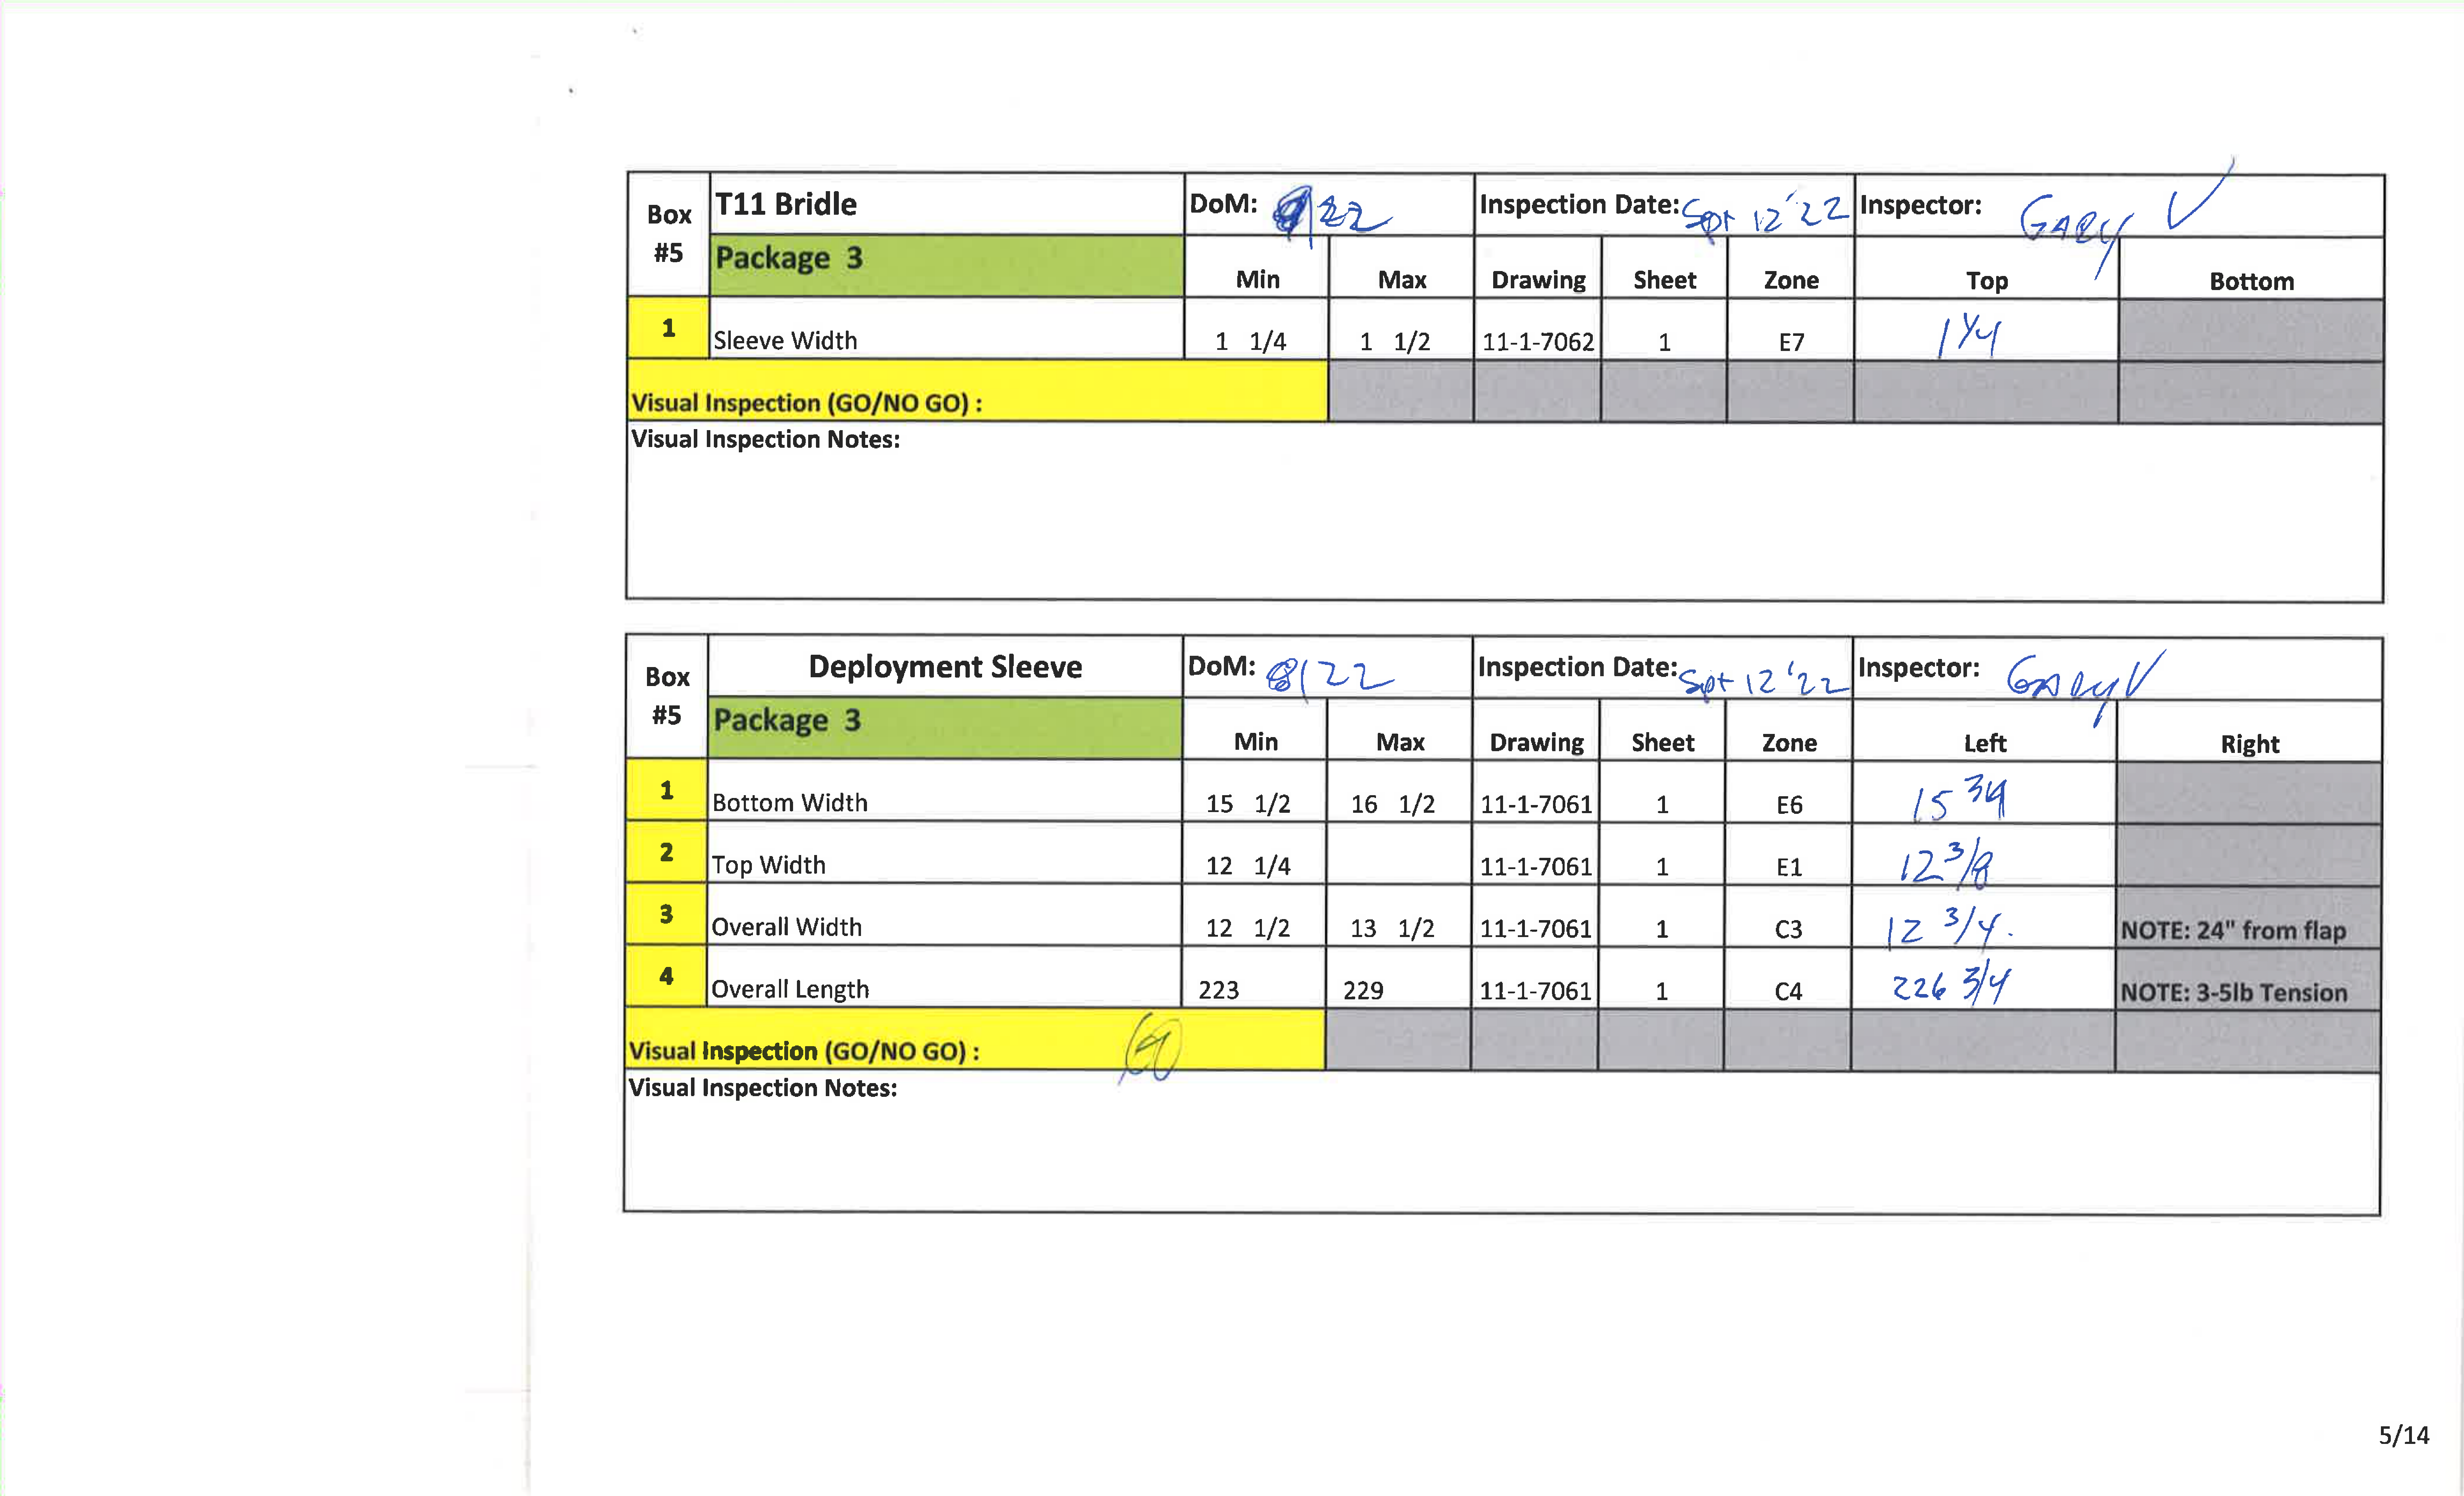 Box #5 T11 Bridle DoM: /22 Inspection Date: Spt 12 '22 Inspector: GARY V
Package 3 Min Max Drawing Sheet Zone Top Bottom
1 Sleeve Width 1 1/4 1 1/2 11-1-7062 1 E7 1 1/4
Visual Inspection (GO/NO GO) :
Visual Inspection Notes:
Box #5 Deployment Sleeve DoM: 8/22 Inspection Date: Spt 12 '22 Inspector: GARY V
Package 3 Min Max Drawing Sheet Zone Left Right
1 Bottom Width 15 1/2 16 1/2 11-1-7061 1 E6 15 3/4
2 Top Width 12 1/4 11-1-7061 1 E1 12 3/8
3 Overall Width 12 1/2 13 1/2 11-1-7061 1 C3 12 3/4. NOTE: 24" from flap
4 Overall Length 223 229 11-1-7061 1 C4 226 3/4 NOTE: 3-5lb Tension
Visual Inspection (GO/NO GO) : GO
Visual Inspection Notes:
5/14